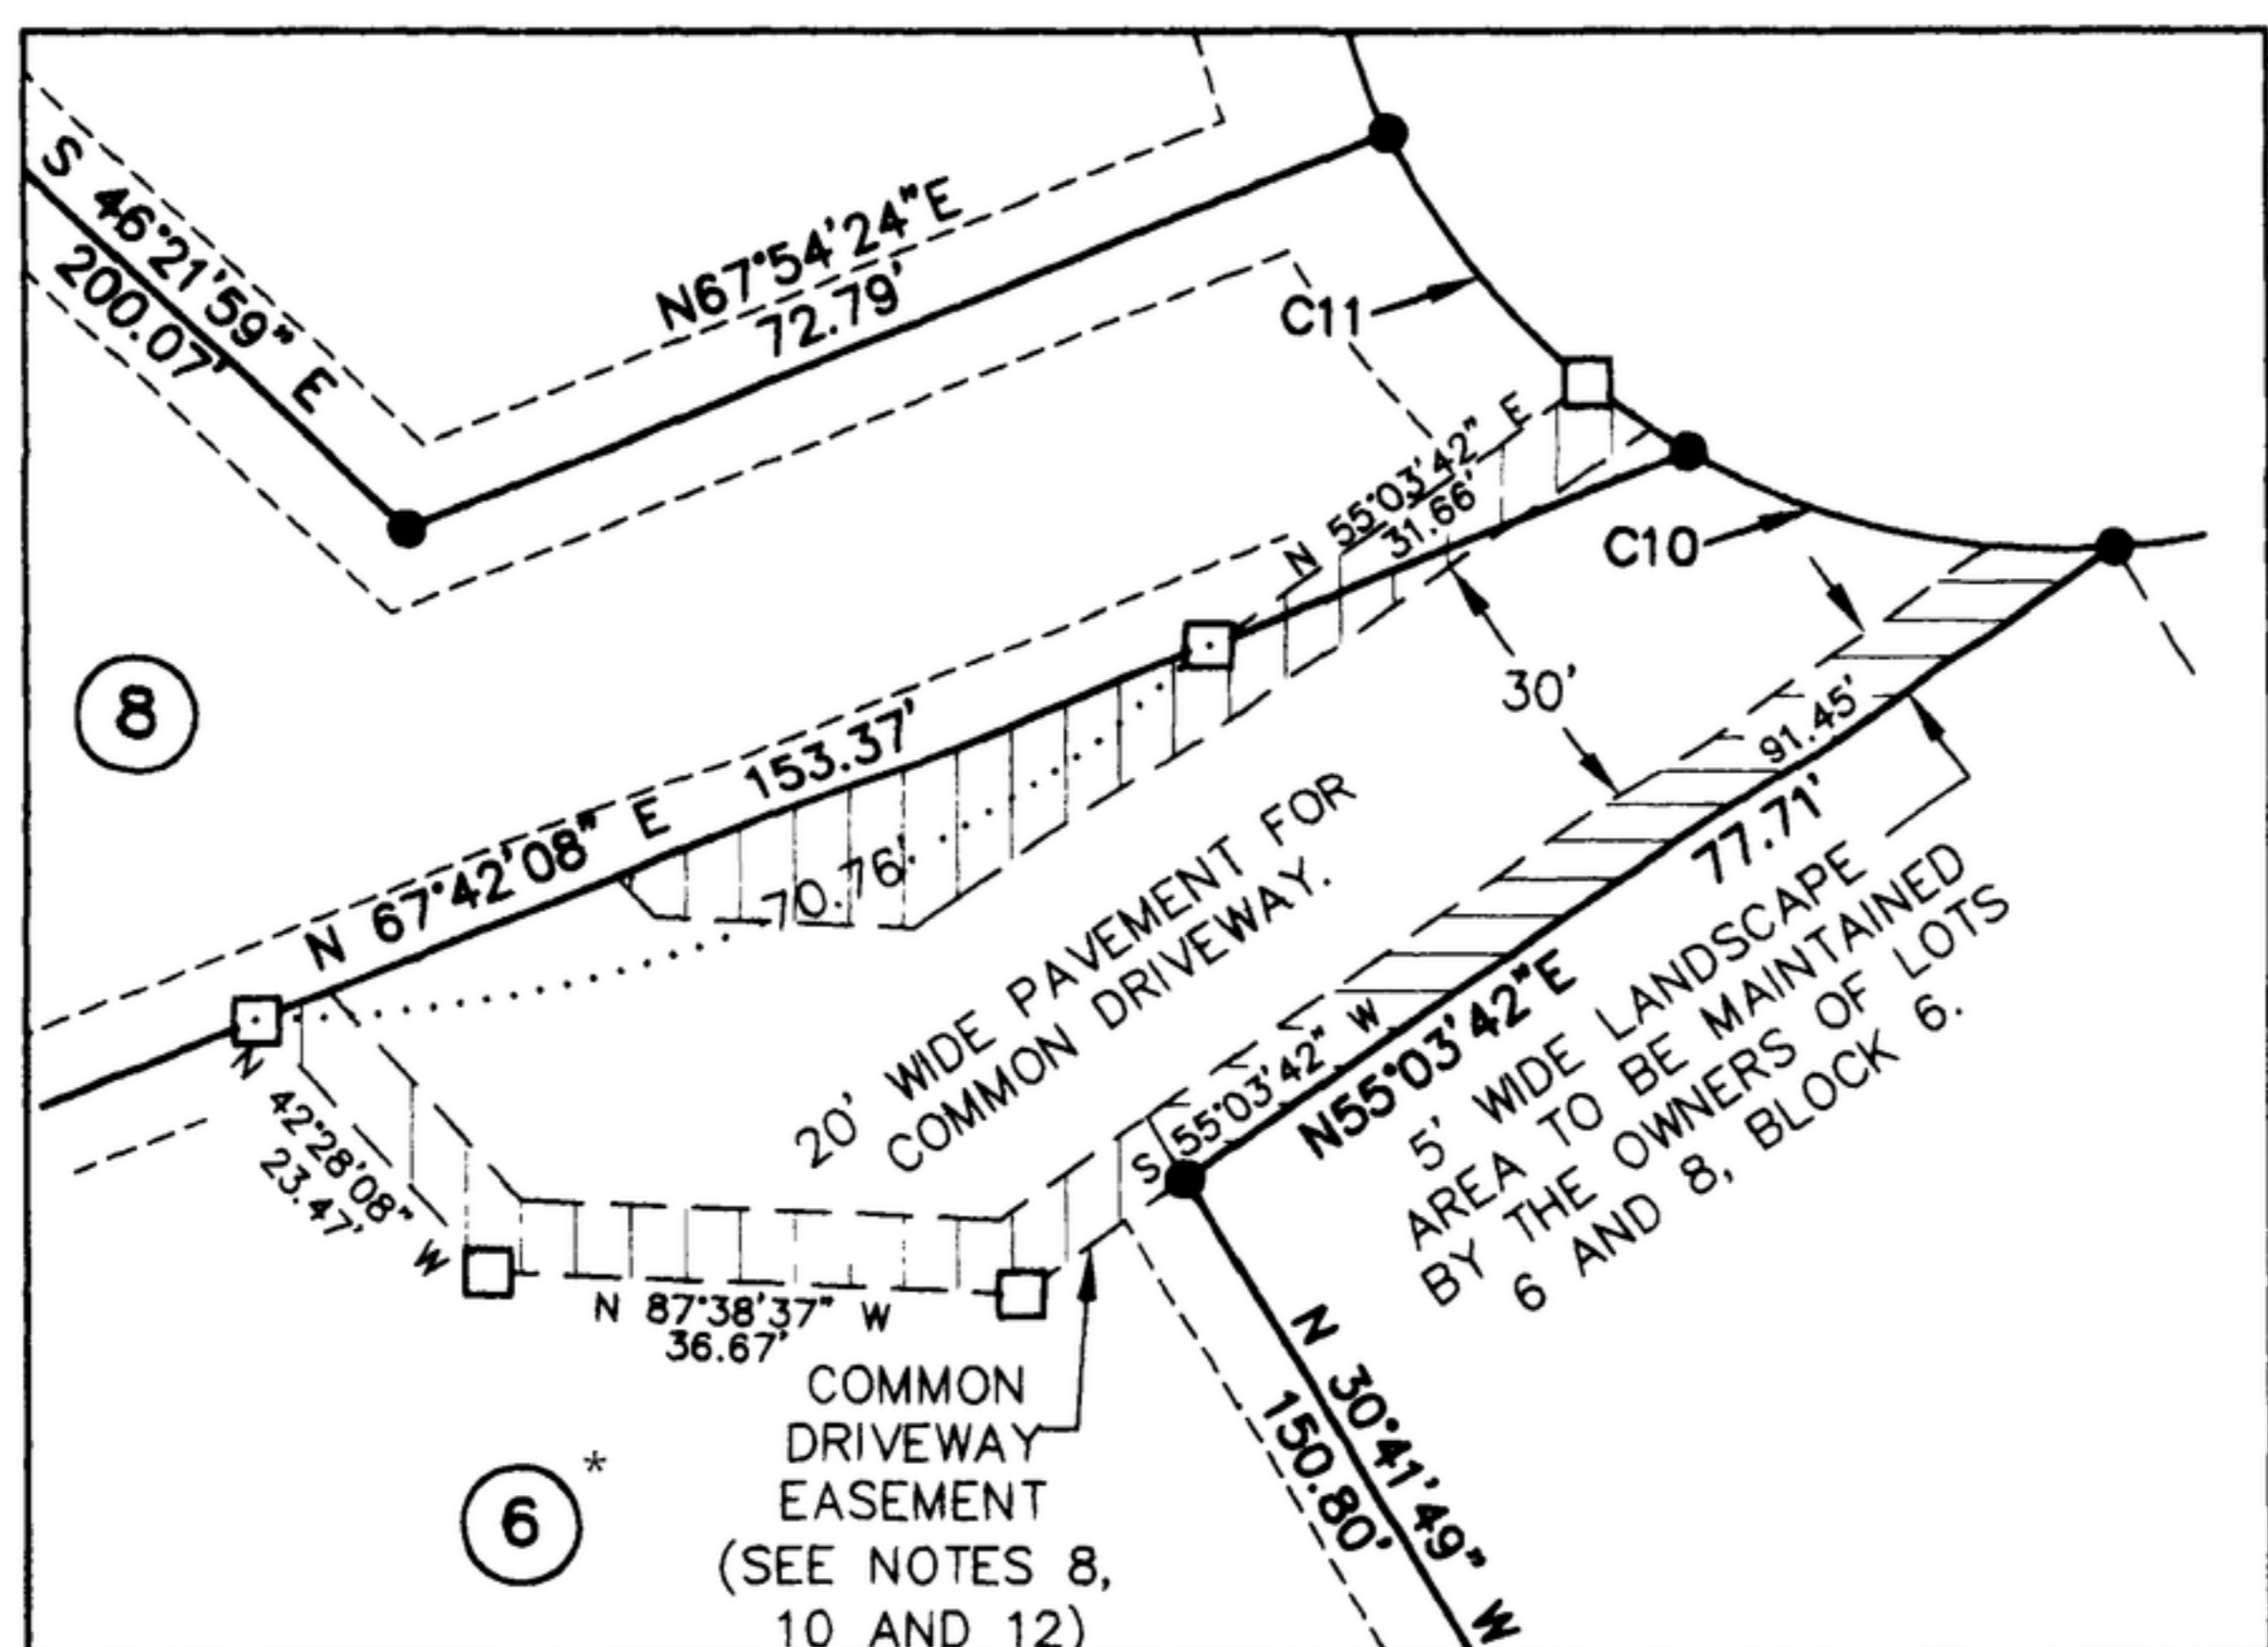 S 46°21'59" E
200.07'
N67°54'24"E
72.79'
C11
N 55°03'42" E
31.66'
C10
8
N 67°42'08" E 153.37'
30'
91.45'
77.71'
70.76'
20' WIDE PAVEMENT FOR
COMMON DRIVEWAY.
S 55°03'42" W
N55°03'42"E
5' WIDE LANDSCAPE
AREA TO BE MAINTAINED
BY THE OWNERS OF LOTS
6 AND 8, BLOCK 6.
N 42°28'08" W
23.47'
N 87°38'37" W
36.67'
COMMON
DRIVEWAY
EASEMENT
(SEE NOTES 8,
10 AND 12)
6 *
N 30°41'49" W
150.80'